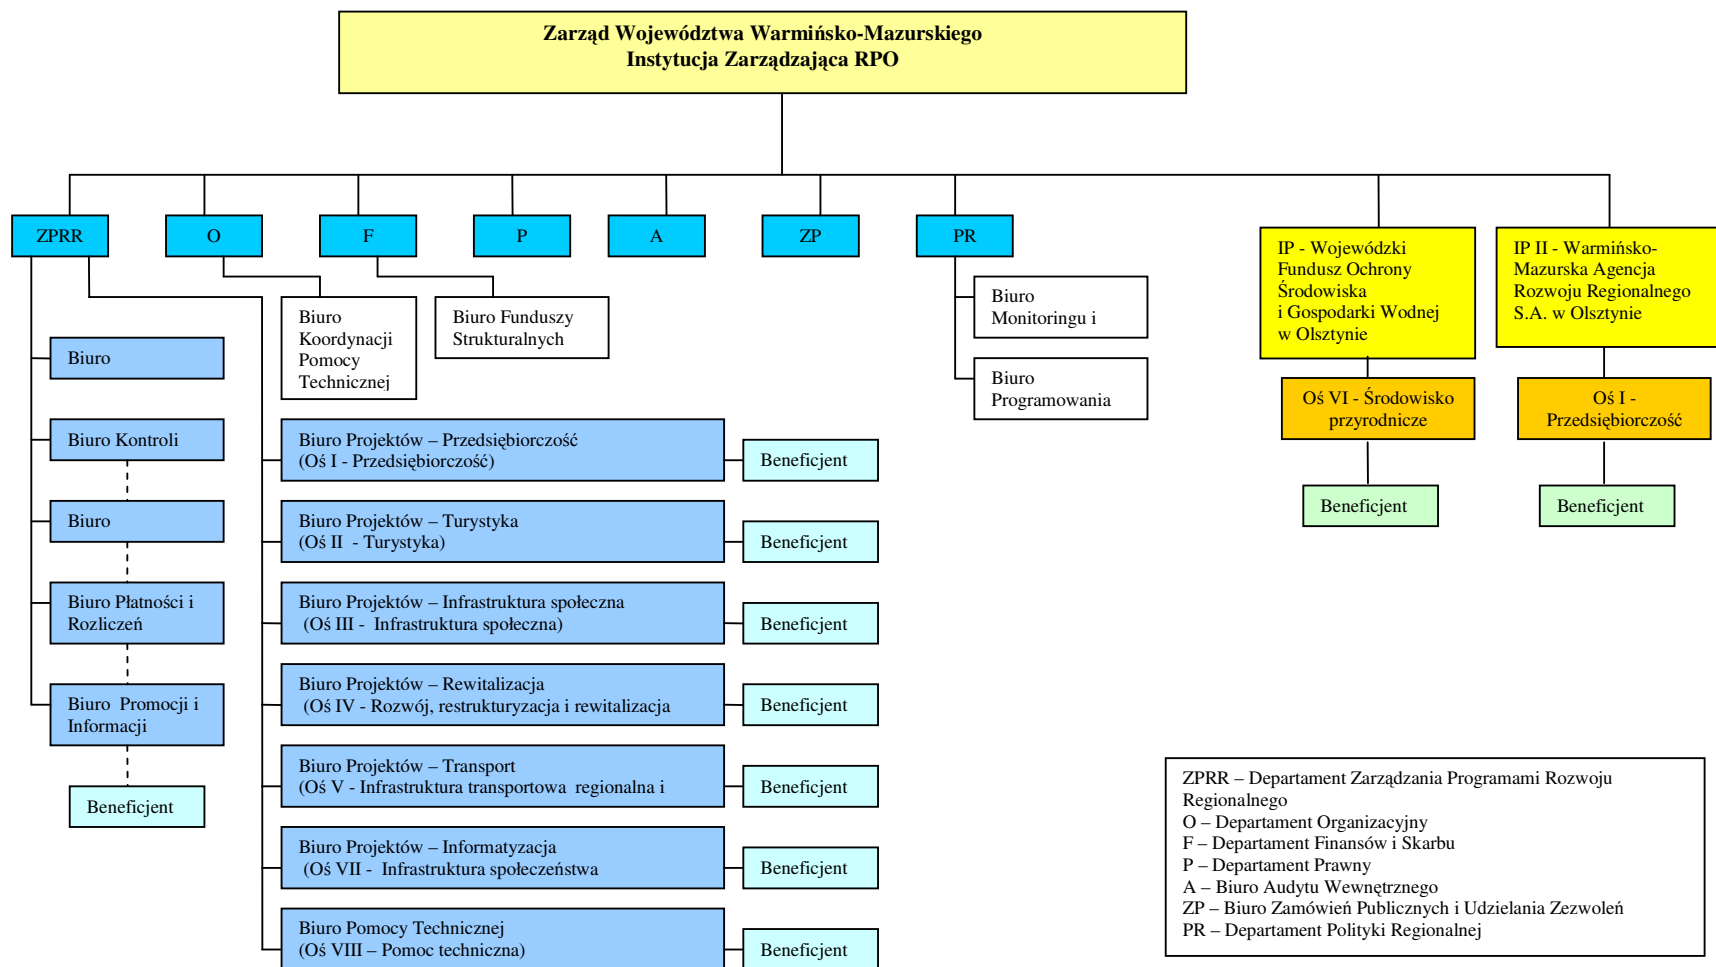 Zarząd Województwa Warmińsko-Mazurskiego
Instytucja Zarządzająca RPO
ZPRR
O
F
P
A
ZP
PR
IP - Wojewódzki
Fundusz Ochrony
Środowiska
i Gospodarki Wodnej
w Olsztynie
IP II - Warmińsko-
Mazurska Agencja
Rozwoju Regionalnego
S.A. w Olsztynie
Biuro
Koordynacji
Pomocy
Technicznej
Biuro Funduszy
Strukturalnych
Biuro
Monitoringu i
Biuro
Programowania
Oś VI - Środowisko
przyrodnicze
Oś I -
Przedsiębiorczość
Beneficjent
Beneficjent
Biuro
Biuro Kontroli
Biuro
Biuro Płatności i
Rozliczeń
Biuro  Promocji i
Informacji
Beneficjent
Biuro Projektów – Przedsiębiorczość
(Oś I - Przedsiębiorczość)
Beneficjent
Biuro Projektów – Turystyka
(Oś II  - Turystyka)
Beneficjent
Biuro Projektów – Infrastruktura społeczna
(Oś III -  Infrastruktura społeczna)
Beneficjent
Biuro Projektów – Rewitalizacja
(Oś IV - Rozwój, restrukturyzacja i rewitalizacja
Beneficjent
Biuro Projektów – Transport
(Oś V - Infrastruktura transportowa  regionalna i
Beneficjent
Biuro Projektów – Informatyzacja
(Oś VII -  Infrastruktura społeczeństwa
Beneficjent
Biuro Pomocy Technicznej
(Oś VIII – Pomoc techniczna)
Beneficjent
ZPRR – Departament Zarządzania Programami Rozwoju
Regionalnego
O – Departament Organizacyjny
F – Departament Finansów i Skarbu
P – Departament Prawny
A – Biuro Audytu Wewnętrznego
ZP – Biuro Zamówień Publicznych i Udzielania Zezwoleń
PR – Departament Polityki Regionalnej